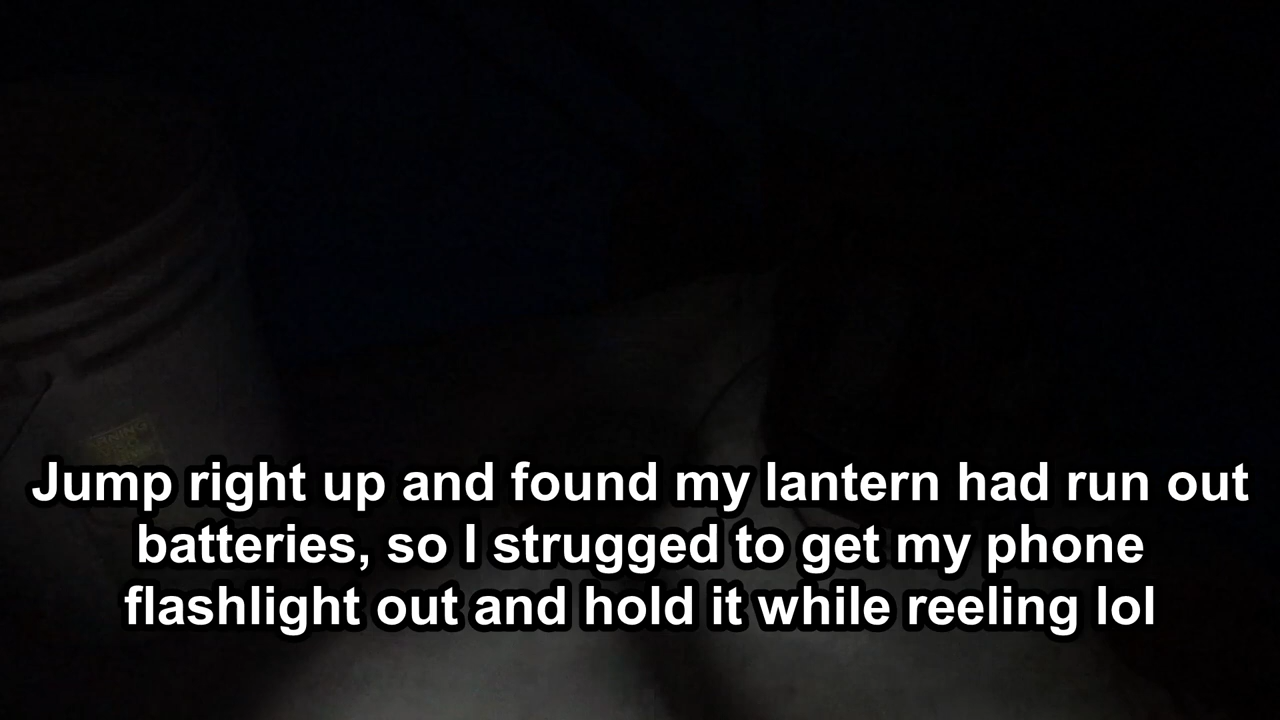 Jump right up and found my lantern had run out
batteries, so I strugged to get my phone
flashlight out and hold it while reeling lol